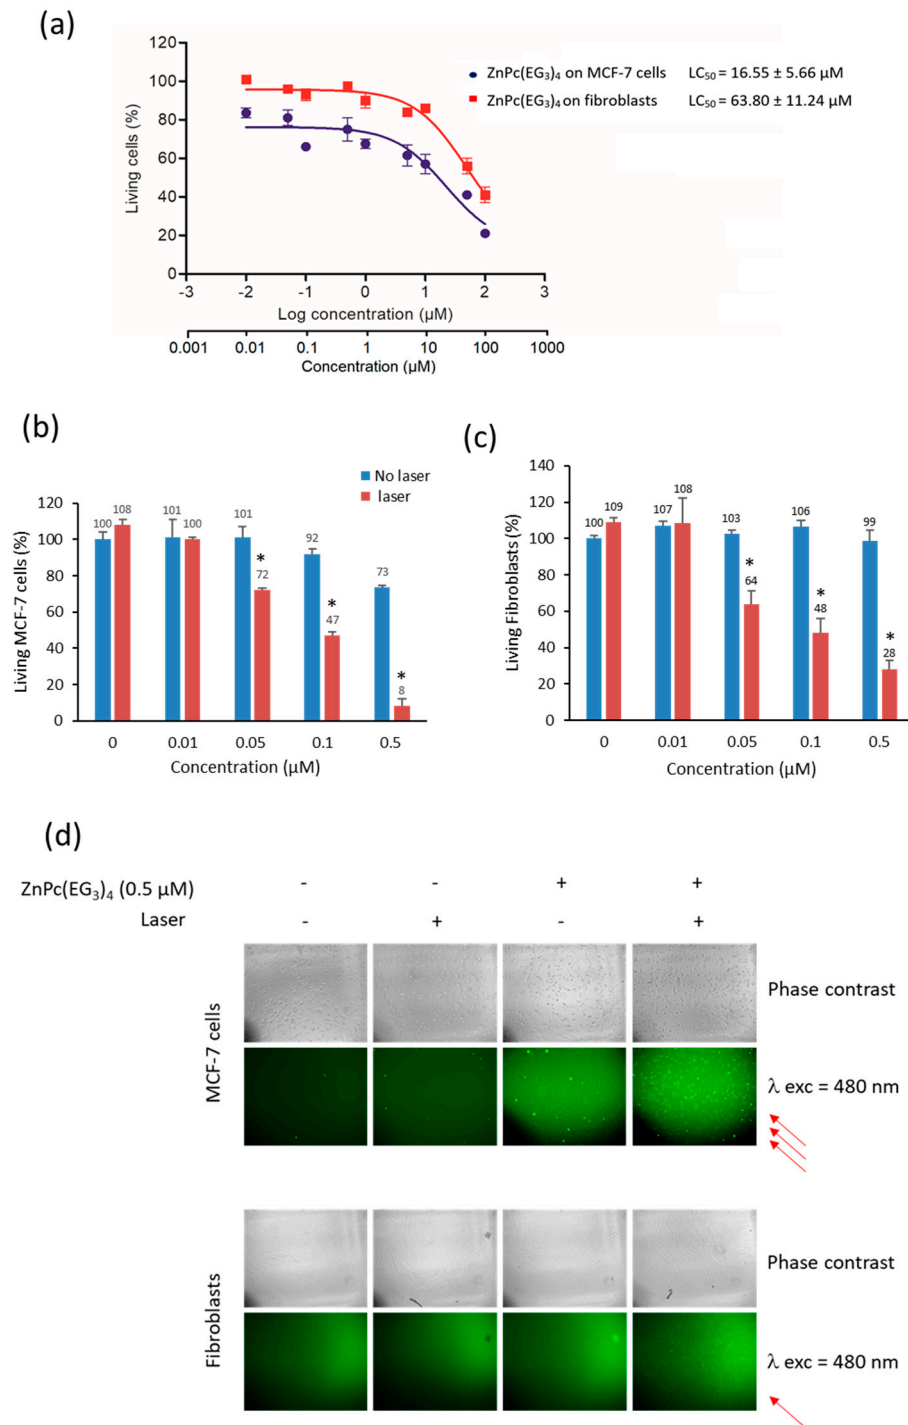 (a)
120
100
80
60
40
20
0
Living cells (%)
-3 -2 -1 0 1 2 3
Log concentration (µM)
0.001 0.01 0.1 1 10 100 1000
Concentration (µM)
ZnPc(EG3)4 on MCF-7 cells LC50 = 16.55 ± 5.66 µM
ZnPc(EG3)4 on fibroblasts LC50 = 63.80 ± 11.24 µM
(b)
No laser
laser
120
100
80
60
40
20
0
Living MCF-7 cells (%)
100 108 101 100 101 * 72 92 * 47 73 * 8
0 0.01 0.05 0.1 0.5
Concentration (µM)
(c)
140
120
100
80
60
40
20
0
Living Fibroblasts (%)
100 109 107 108 103 * 64 106 * 48 99 * 28
0 0.01 0.05 0.1 0.5
Concentration (µM)
(d)
ZnPc(EG3)4 (0.5 µM) - - + +
Laser - + - +
MCF-7 cells
Phase contrast
λ exc = 480 nm
Fibroblasts
Phase contrast
λ exc = 480 nm